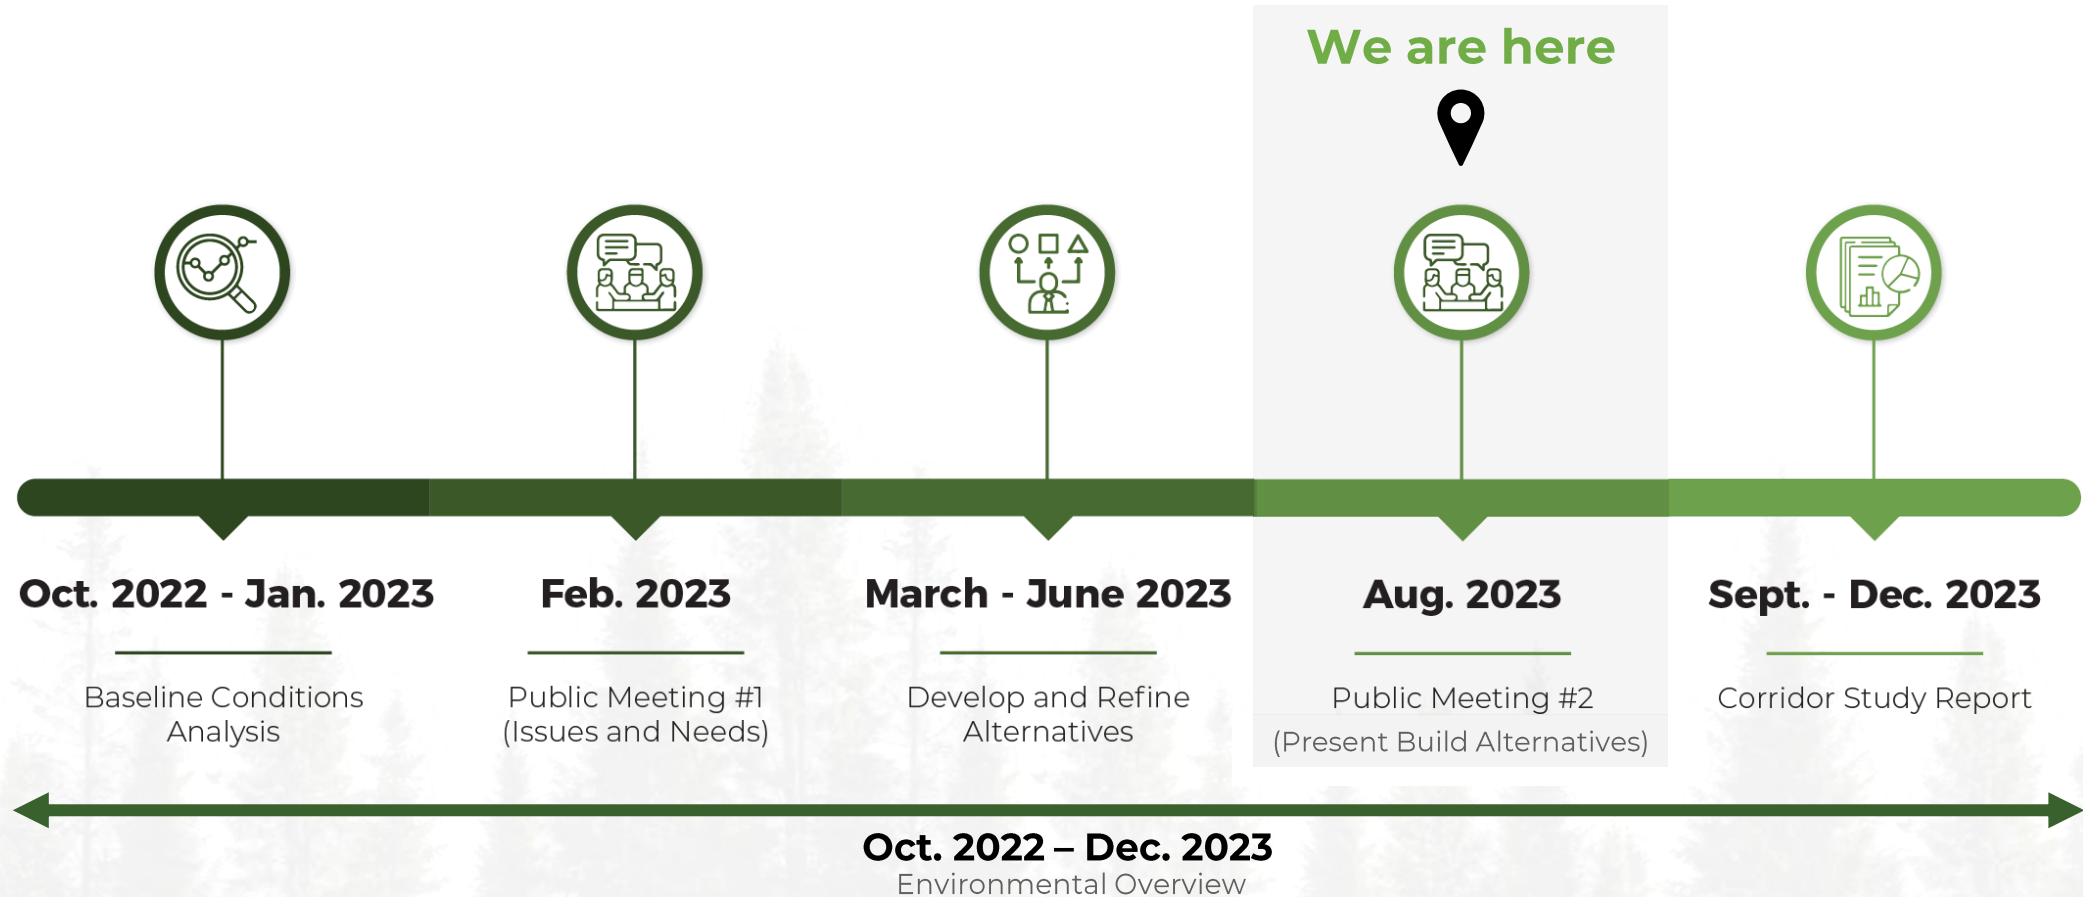 We are here
Oct. 2022 - Jan. 2023
Baseline Conditions
Analysis
Feb. 2023
Public Meeting #1
(Issues and Needs)
March - June 2023
Develop and Refine
Alternatives
Aug. 2023
Public Meeting #2
(Present Build Alternatives)
Sept. - Dec. 2023
Corridor Study Report
Oct. 2022 – Dec. 2023
Environmental Overview